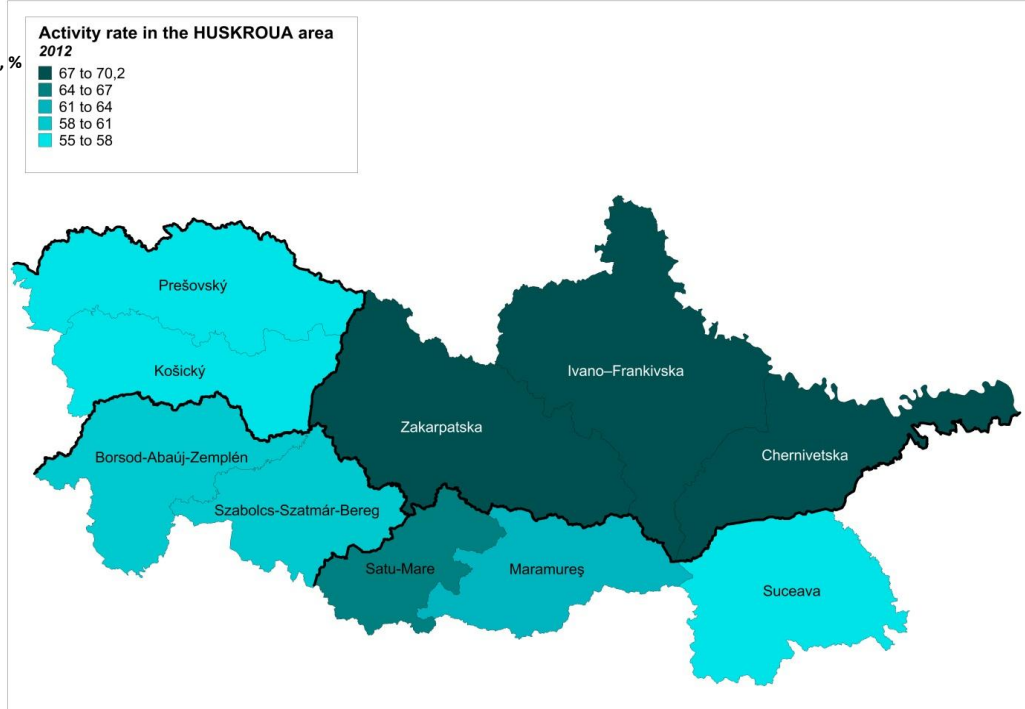 Activity rate in the HUSKROUA area
2012
, %
67 to 70,2
64 to 67
61 to 64
58 to 61
55 to 58
Prešovský
Košický
Ivano–Frankivska
Zakarpatska
Borsod-Abaúj-Zemplén
Chernivetska
Szabolcs-Szatmár-Bereg
Satu-Mare
Maramureş
Suceava